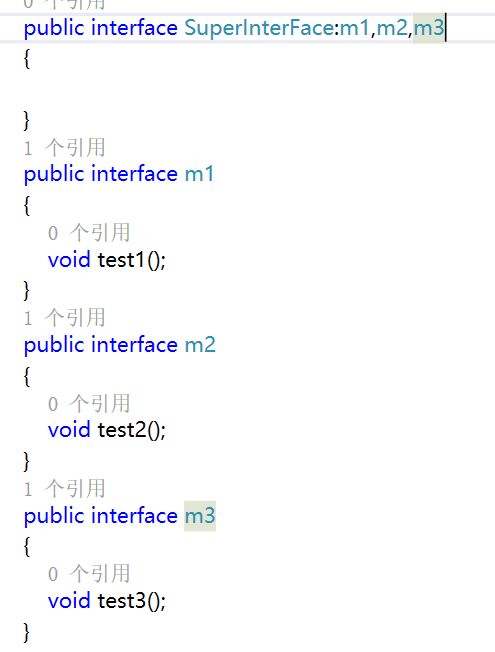 0 个引用
public interface SuperInterFace:m1,m2,m3
{
}
1 个引用
public interface m1
{
0 个引用
void test1();
}
1 个引用
public interface m2
{
0 个引用
void test2();
}
1 个引用
public interface m3
{
0 个引用
void test3();
}